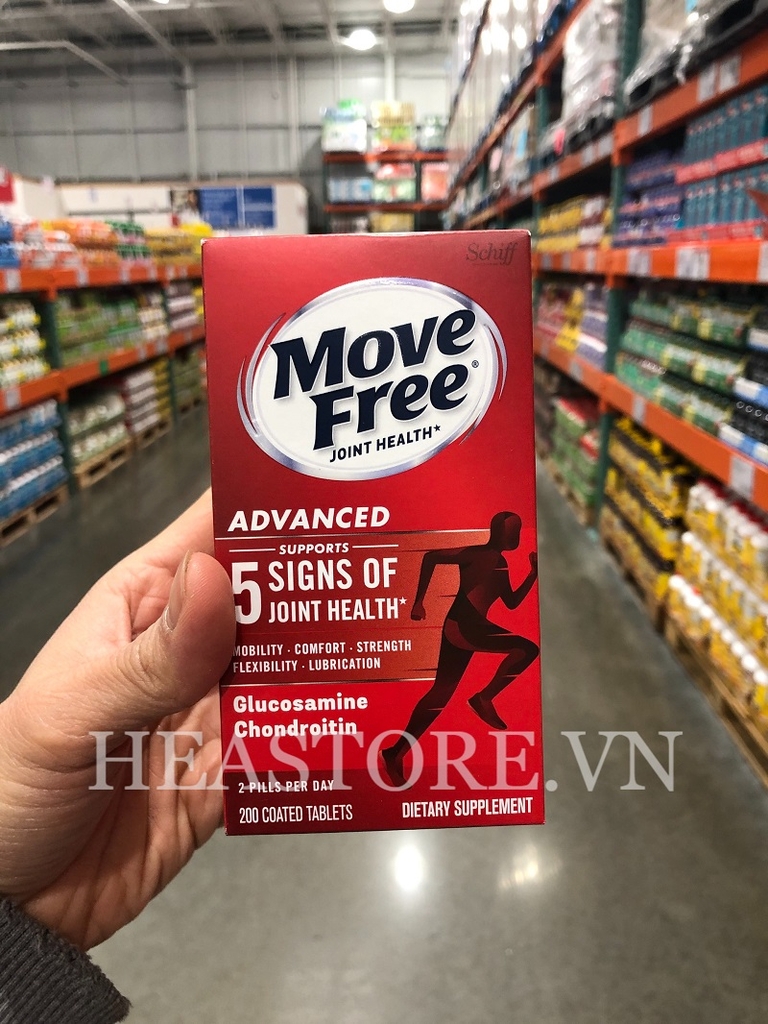 Schiff
Move
Free®
JOINT HEALTH*
ADVANCED
SUPPORTS
5 SIGNS OF
JOINT HEALTH*
MOBILITY · COMFORT · STRENGTH
FLEXIBILITY · LUBRICATION
Glucosamine
Chondroitin
HEASTORE.VN
2 PILLS PER DAY
200 COATED TABLETS DIETARY SUPPLEMENT